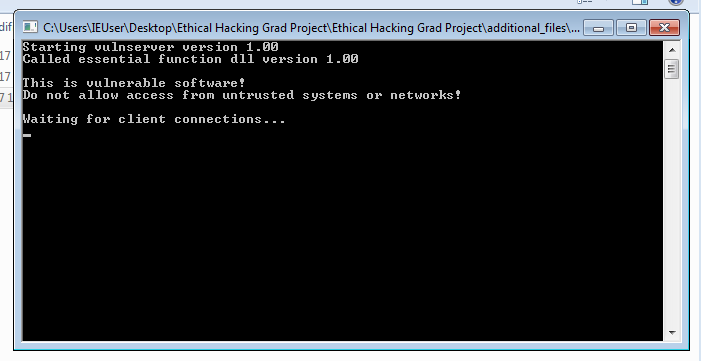 C:\Users\IEUser\Desktop\Ethical Hacking Grad Project\Ethical Hacking Grad Project\additional_files\...
Starting vulnserver version 1.00
Called essential function dll version 1.00
This is vulnerable software!
Do not allow access from untrusted systems or networks!
Waiting for client connections...